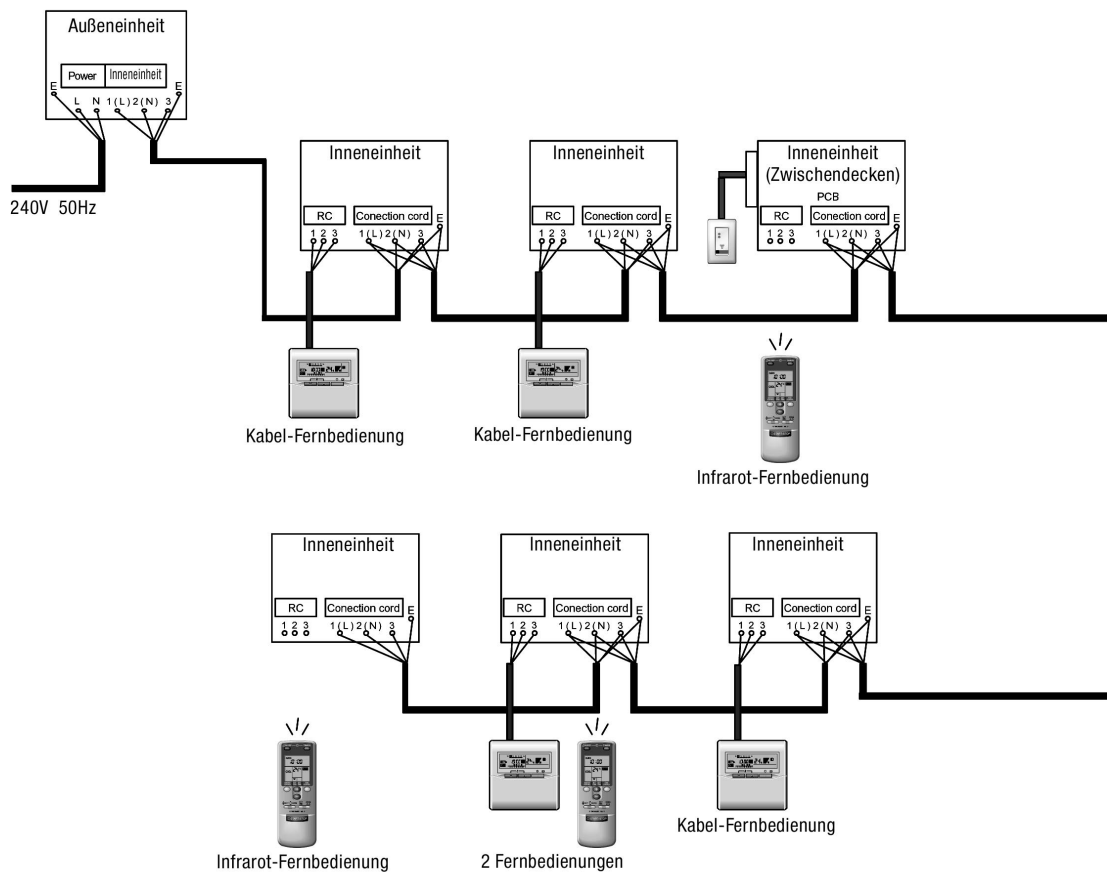 Außeneinheit
Power Inneneinheit
E L N 1(L) 2(N) 3 E
240V 50Hz
Inneneinheit
RC Conection cord E
1 2 3 1(L) 2(N) 3
Kabel-Fernbedienung
Inneneinheit
RC Conection cord E
1 2 3 1(L) 2(N) 3
Kabel-Fernbedienung
Inneneinheit
(Zwischendecken)
PCB
RC Conection cord E
1 2 3 1(L) 2(N) 3
Infrarot-Fernbedienung
Inneneinheit
RC Conection cord E
1 2 3 1(L) 2(N) 3
Infrarot-Fernbedienung
Inneneinheit
RC Conection cord E
1 2 3 1(L) 2(N) 3
2 Fernbedienungen
Inneneinheit
RC Conection cord E
1 2 3 1(L) 2(N) 3
Kabel-Fernbedienung